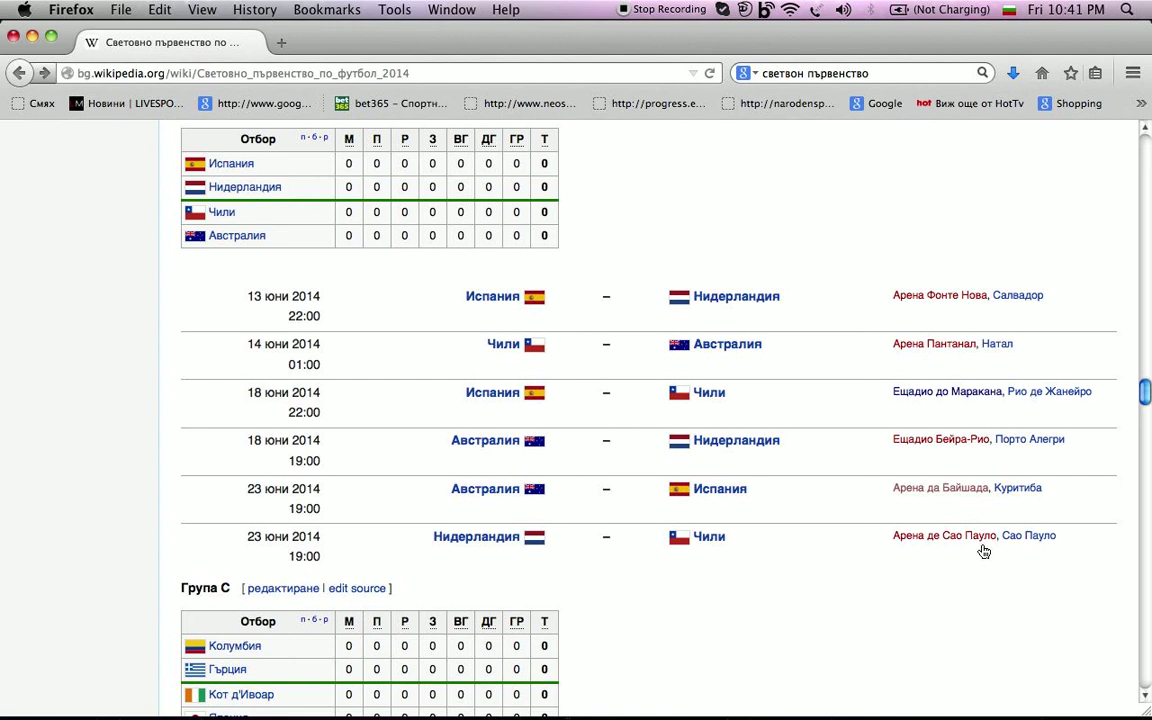 Firefox File Edit View History Bookmarks Tools Window Help Stop Recording (Not Charging) Fri 10:41 PM
Световно първенство по ...
bg.wikipedia.org/wiki/Световно_първенство_по_футбол_2014 светвон първенство
Смях Новини | LIVESPO... http://www.goog... bet365 - Спортн... http://www.neos... http://progress.e... http://narodensp... Google hot Виж още от HotTv Shopping
Отбор п·б·р М П Р З ВГ ДГ ГР Т
Испания 0 0 0 0 0 0 0 0
Нидерландия 0 0 0 0 0 0 0 0
Чили 0 0 0 0 0 0 0 0
Австралия 0 0 0 0 0 0 0 0
13 юни 2014 Испания – Нидерландия Арена Фонте Нова, Салвадор
22:00
14 юни 2014 Чили – Австралия Арена Пантанал, Натал
01:00
18 юни 2014 Испания – Чили Ещадио до Маракана, Рио де Жанейро
22:00
18 юни 2014 Австралия – Нидерландия Ещадио Бейра-Рио, Порто Алегри
19:00
23 юни 2014 Австралия – Испания Арена да Байшада, Куритиба
19:00
23 юни 2014 Нидерландия – Чили Арена де Сао Пауло, Сао Пауло
19:00
Група C [ редактиране | edit source ]
Отбор п·б·р М П Р З ВГ ДГ ГР Т
Колумбия 0 0 0 0 0 0 0 0
Гърция 0 0 0 0 0 0 0 0
Кот д'Ивоар 0 0 0 0 0 0 0 0